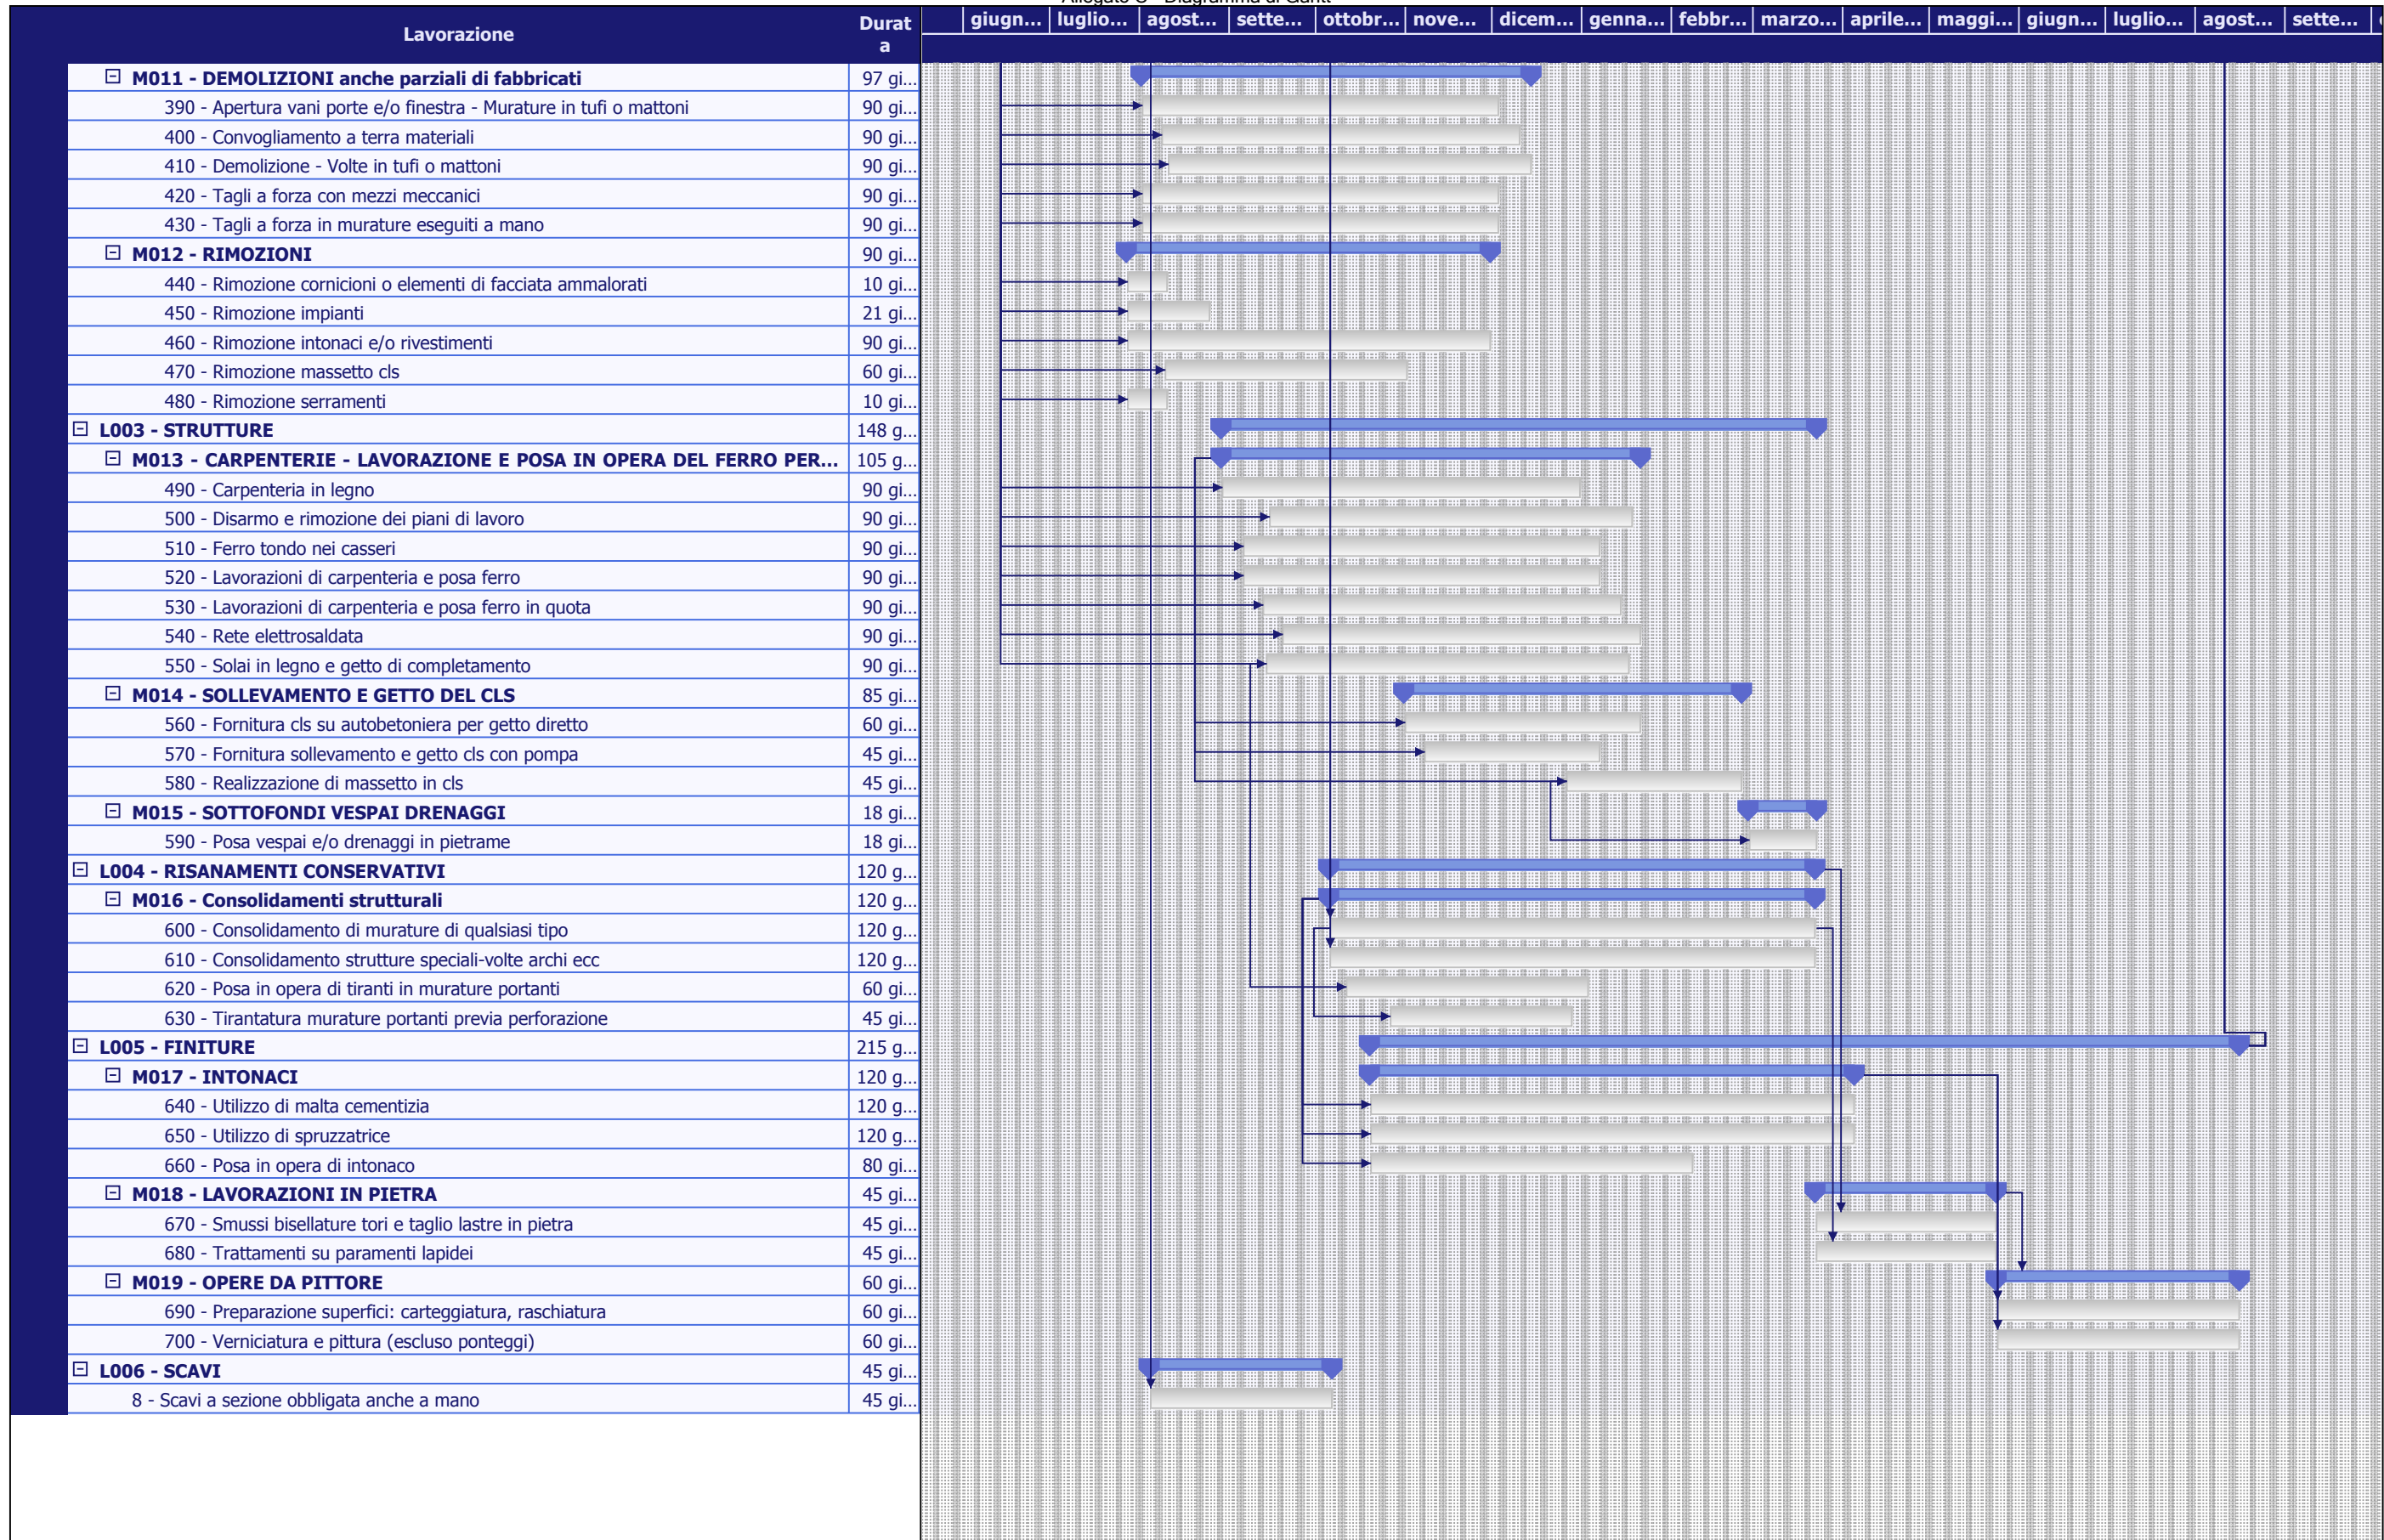 Allegato C - Diagramma di Gantt
Lavorazione Durat a giugn... luglio... agost... sette... ottobr... nove... dicem... genna... febbr... marzo... aprile... maggi... giugn... luglio... agost... sette...
M011 - DEMOLIZIONI anche parziali di fabbricati 97 gi...
390 - Apertura vani porte e/o finestra - Murature in tufi o mattoni 90 gi...
400 - Convogliamento a terra materiali 90 gi...
410 - Demolizione - Volte in tufi o mattoni 90 gi...
420 - Tagli a forza con mezzi meccanici 90 gi...
430 - Tagli a forza in murature eseguiti a mano 90 gi...
M012 - RIMOZIONI 90 gi...
440 - Rimozione cornicioni o elementi di facciata ammalorati 10 gi...
450 - Rimozione impianti 21 gi...
460 - Rimozione intonaci e/o rivestimenti 90 gi...
470 - Rimozione massetto cls 60 gi...
480 - Rimozione serramenti 10 gi...
L003 - STRUTTURE 148 g...
M013 - CARPENTERIE - LAVORAZIONE E POSA IN OPERA DEL FERRO PER... 105 g...
490 - Carpenteria in legno 90 gi...
500 - Disarmo e rimozione dei piani di lavoro 90 gi...
510 - Ferro tondo nei casseri 90 gi...
520 - Lavorazioni di carpenteria e posa ferro 90 gi...
530 - Lavorazioni di carpenteria e posa ferro in quota 90 gi...
540 - Rete elettrosaldata 90 gi...
550 - Solai in legno e getto di completamento 90 gi...
M014 - SOLLEVAMENTO E GETTO DEL CLS 85 gi...
560 - Fornitura cls su autobetoniera per getto diretto 60 gi...
570 - Fornitura sollevamento e getto cls con pompa 45 gi...
580 - Realizzazione di massetto in cls 45 gi...
M015 - SOTTOFONDI VESPAI DRENAGGI 18 gi...
590 - Posa vespai e/o drenaggi in pietrame 18 gi...
L004 - RISANAMENTI CONSERVATIVI 120 g...
M016 - Consolidamenti strutturali 120 g...
600 - Consolidamento di murature di qualsiasi tipo 120 g...
610 - Consolidamento strutture speciali-volte archi ecc 120 g...
620 - Posa in opera di tiranti in murature portanti 60 gi...
630 - Tirantatura murature portanti previa perforazione 45 gi...
L005 - FINITURE 215 g...
M017 - INTONACI 120 g...
640 - Utilizzo di malta cementizia 120 g...
650 - Utilizzo di spruzzatrice 120 g...
660 - Posa in opera di intonaco 80 gi...
M018 - LAVORAZIONI IN PIETRA 45 gi...
670 - Smussi bisellature tori e taglio lastre in pietra 45 gi...
680 - Trattamenti su paramenti lapidei 45 gi...
M019 - OPERE DA PITTORE 60 gi...
690 - Preparazione superfici: carteggiatura, raschiatura 60 gi...
700 - Verniciatura e pittura (escluso ponteggi) 60 gi...
L006 - SCAVI 45 gi...
8 - Scavi a sezione obbligata anche a mano 45 gi...